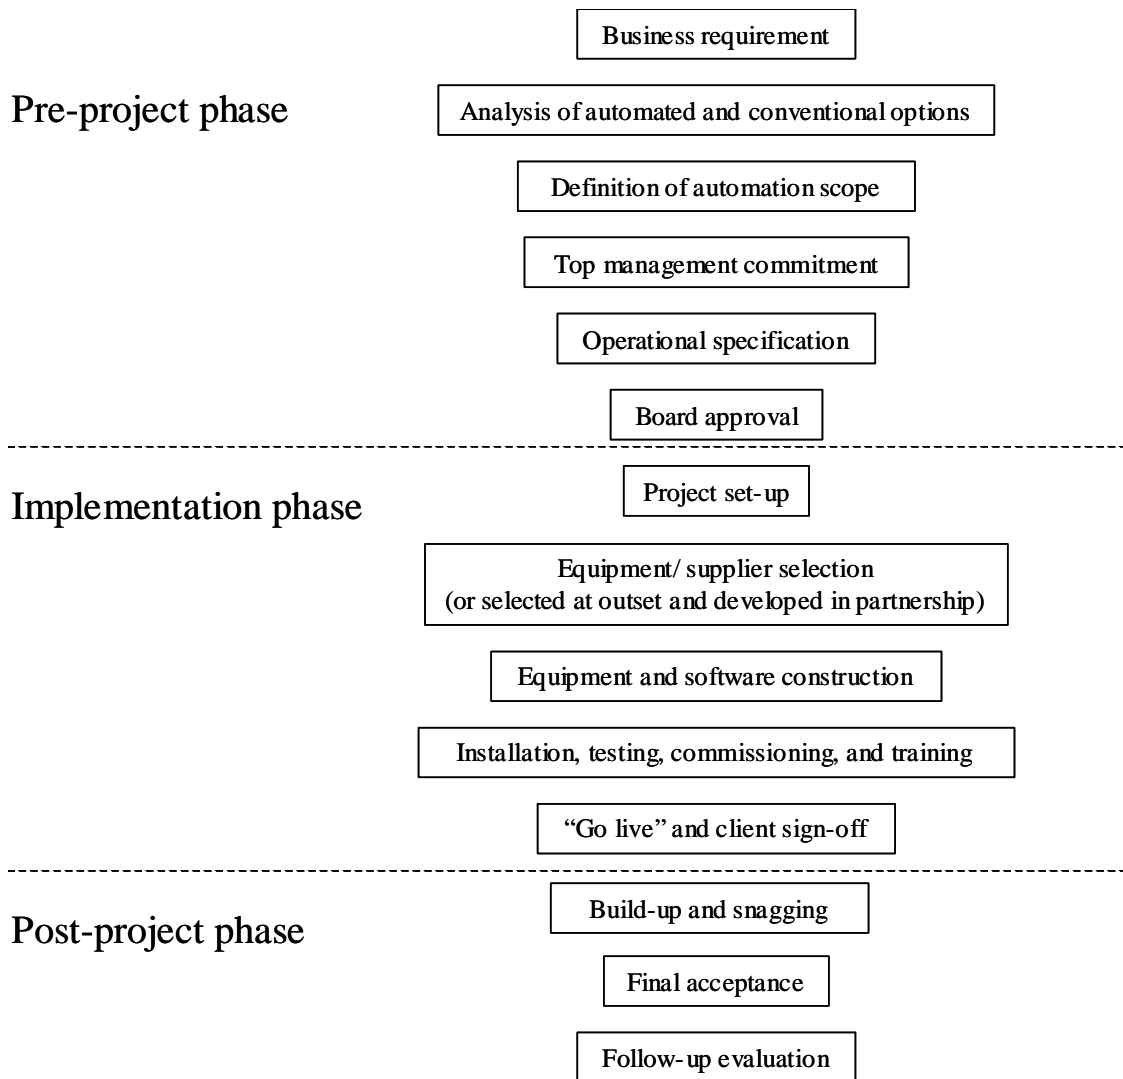 Business requirement
Pre-project phase
Analysis of automated and conventional options
Definition of automation scope
Top management commitment
Operational specification
Board approval
Implementation phase
Project set-up
Equipment/ supplier selection
(or selected at outset and developed in partnership)
Equipment and software construction
Installation, testing, commissioning, and training
“Go live” and client sign-off
Post-project phase
Build-up and snagging
Final acceptance
Follow-up evaluation